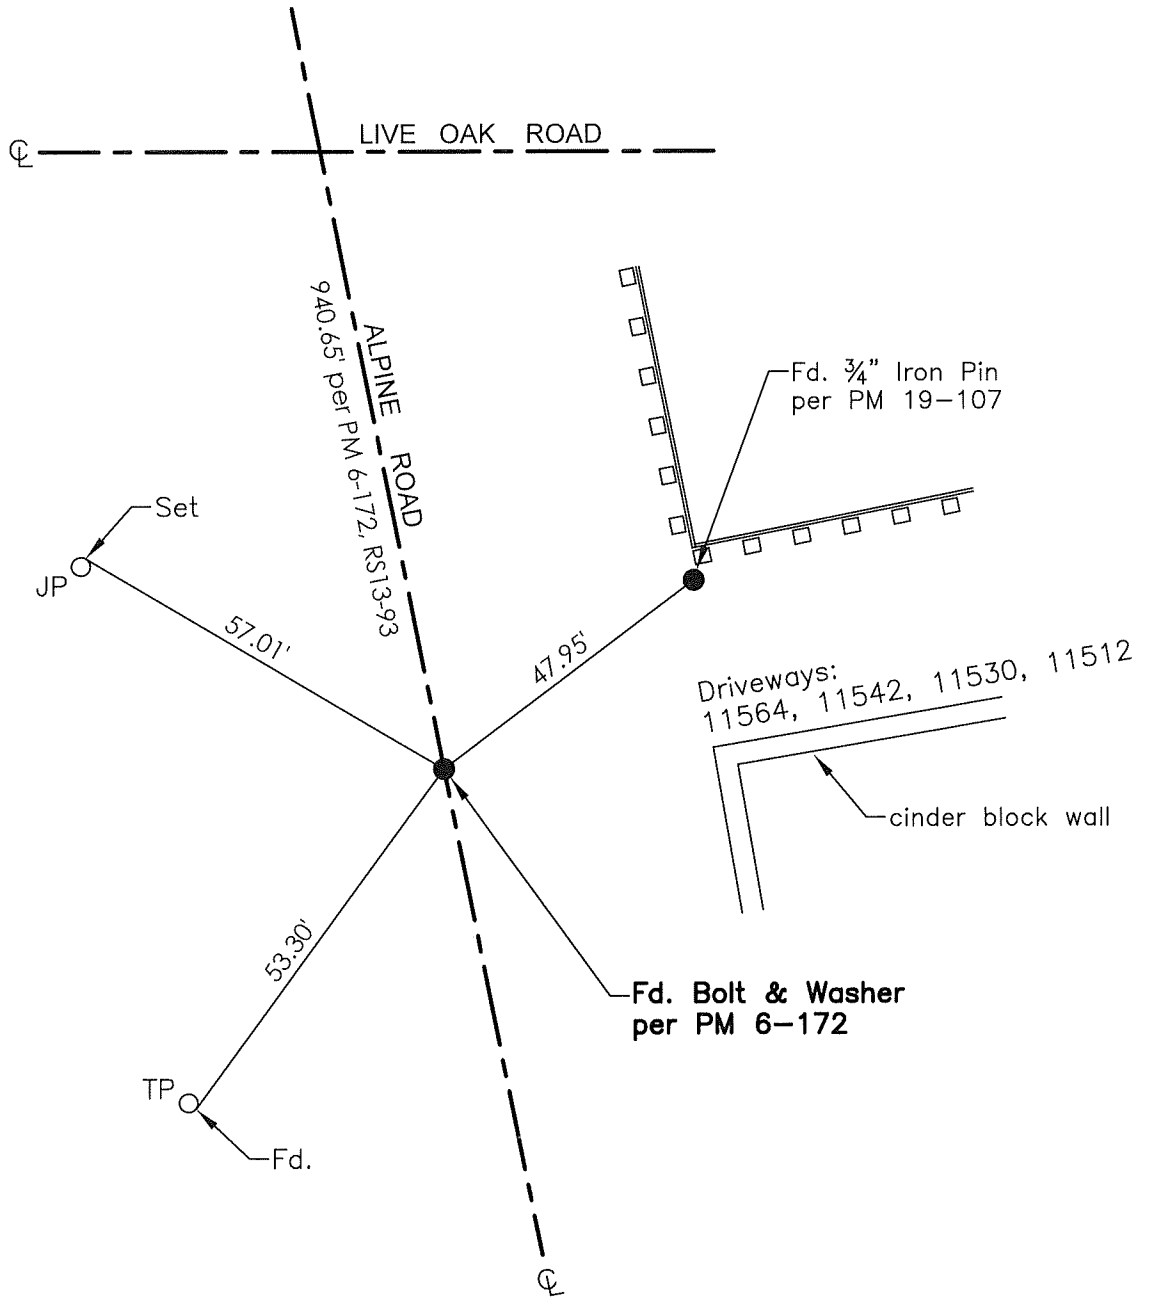 LIVE OAK ROAD
℄
ALPINE ROAD
940.65' per PM 6-172, RS13-93
Fd. ¾" Iron Pin
per PM 19-107
Set
JP
57.01'
47.95'
Driveways:
11564, 11542, 11530, 11512
cinder block wall
53.30'
Fd. Bolt & Washer
per PM 6-172
TP
Fd.
℄